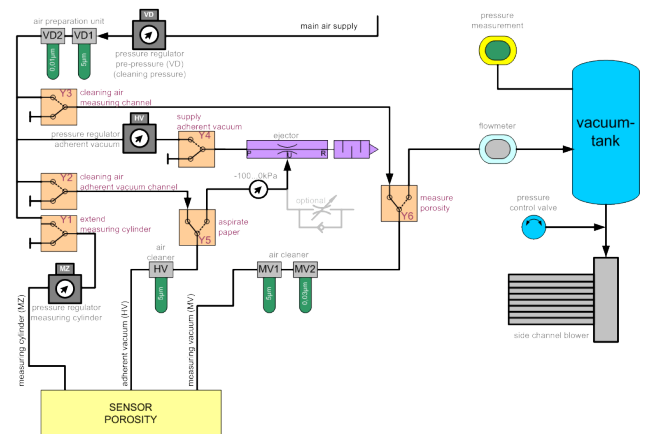 air preparation unit
VD
main air supply
pressure
measurement
VD2
VD1
pressure regulator
pre-pressure (VD)
(cleaning pressure)
0,01µm
5µm
vacuum-
tank
Y3
cleaning air
measuring channel
HV
supply
adherent vacuum
pressure regulator
adherent vacuum
Y4
ejector
P
U
R
flowmeter
Y2
cleaning air
adherent vacuum channel
-100...0kPa
optional
measure
porosity
Y6
pressure
control valve
Y1
extend
measuring cylinder
aspirate
paper
Y5
air
cleaner
air cleaner
MZ
HV
MV1
MV2
5µm
5µm
0,03µm
pressure regulator
measuring cylinder
side channel blower
measuring cylinder (MZ)
adherent vacuum (HV)
measuring vacuum (MV)
SENSOR
POROSITY